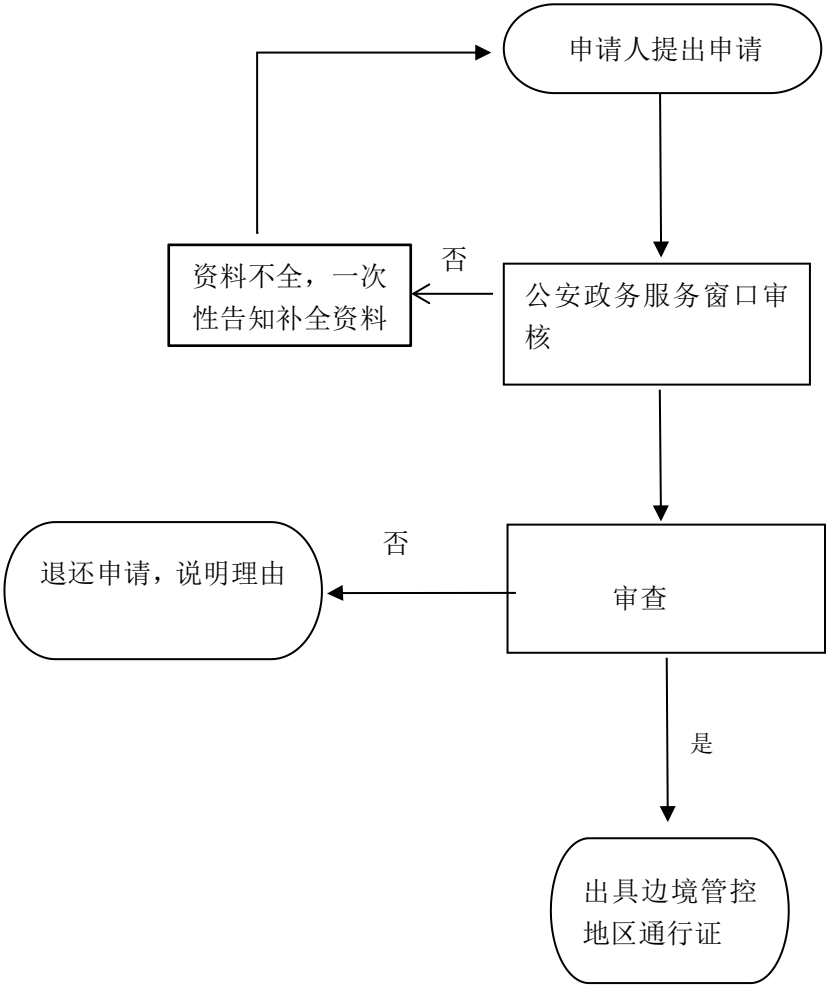 申请人提出申请
否
资料不全，一次
性告知补全资料
公安政务服务窗口审
核
否
退还申请，说明理由
审查
是
出具边境管控
地区通行证